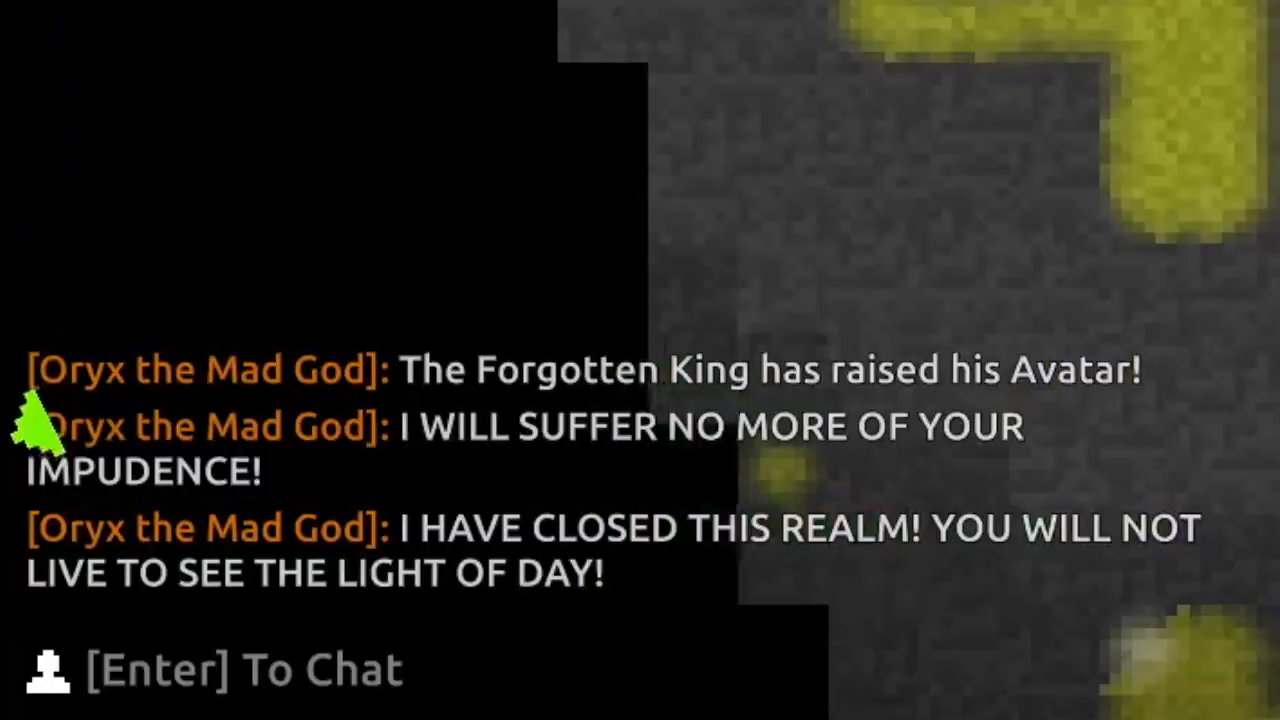 [Oryx the Mad God]: The Forgotten King has raised his Avatar!
[Oryx the Mad God]: I WILL SUFFER NO MORE OF YOUR
IMPUDENCE!
[Oryx the Mad God]: I HAVE CLOSED THIS REALM! YOU WILL NOT
LIVE TO SEE THE LIGHT OF DAY!
[Enter] To Chat